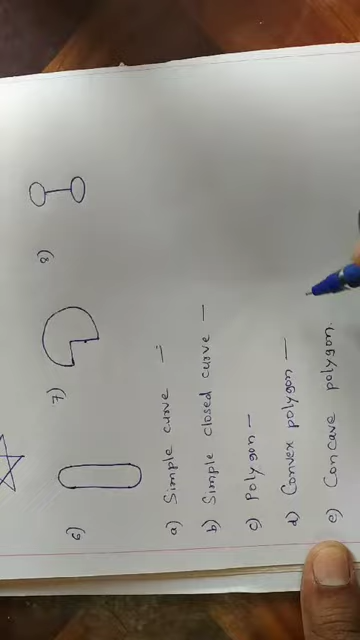 6) 7) 8)
a) Simple curve —
b) Simple closed curve —
c) Polygon —
d) Convex polygon —
e) Concave polygon.